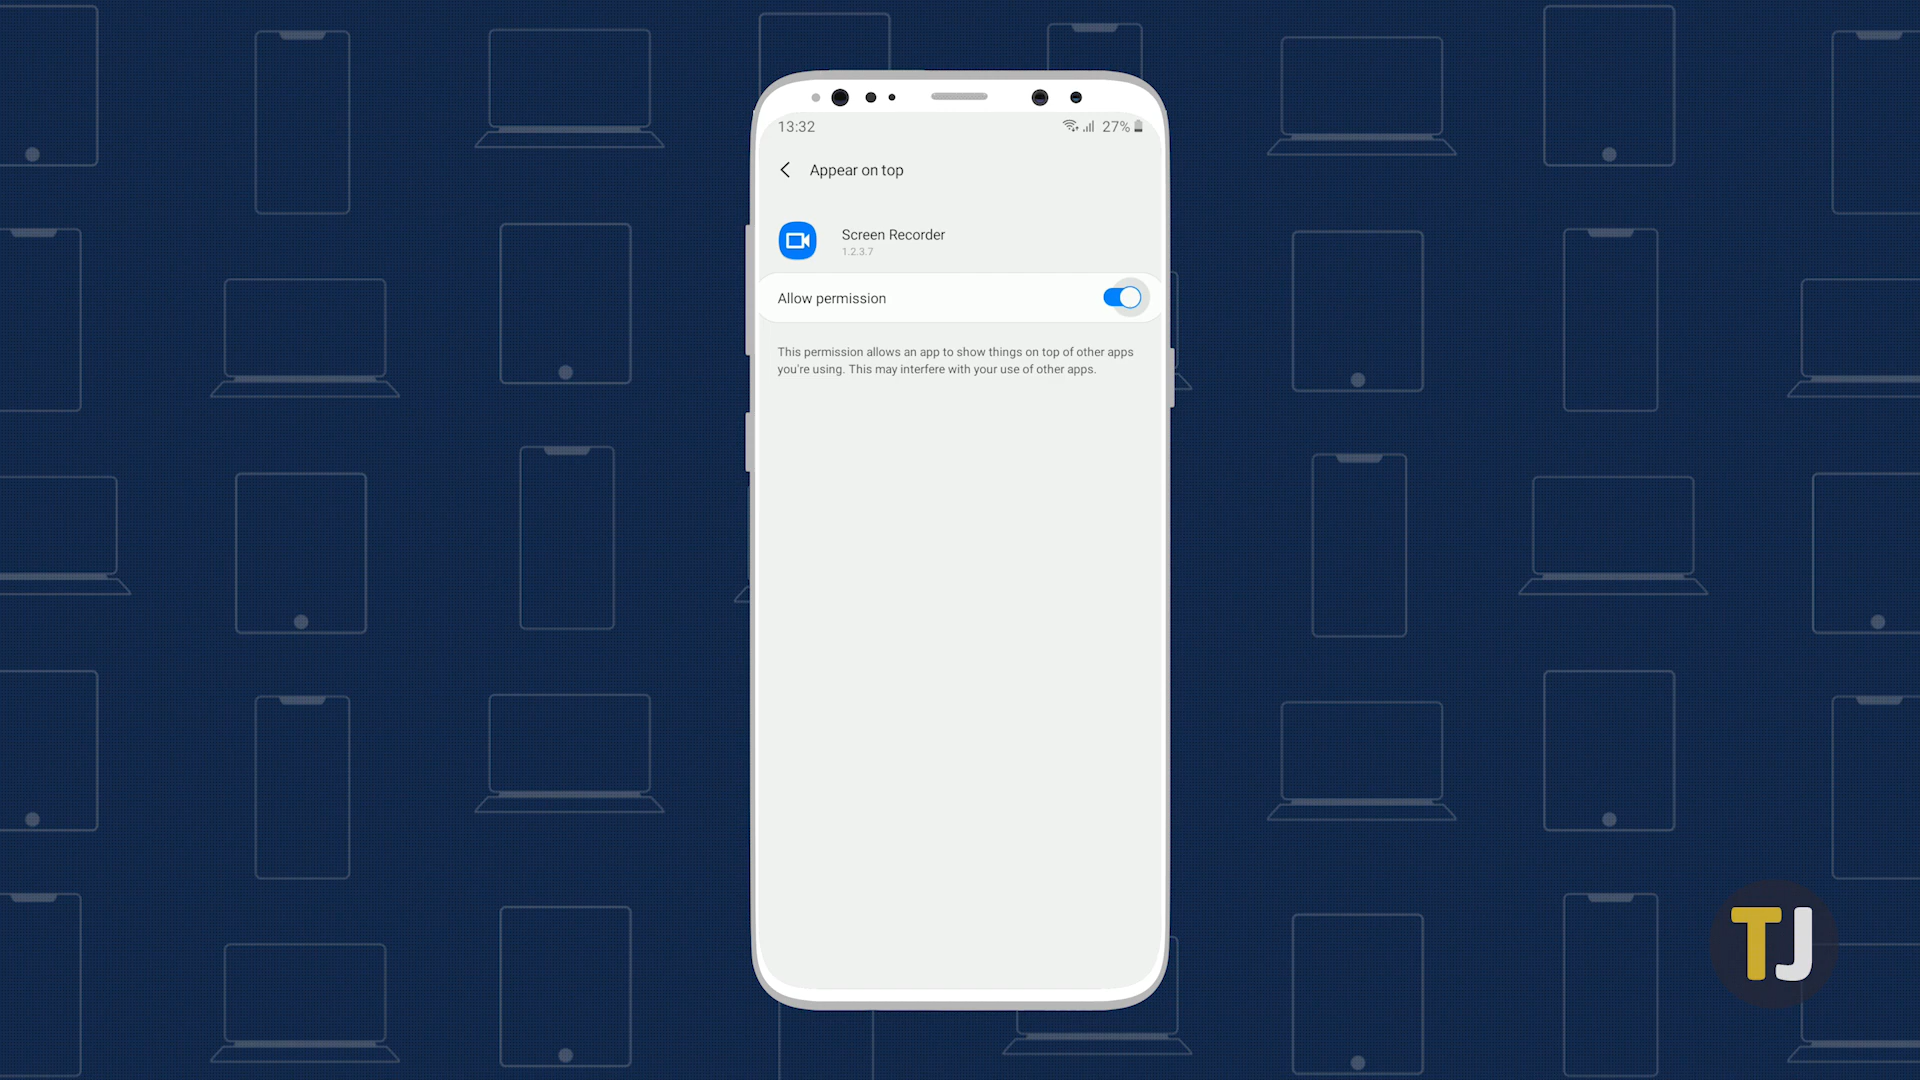 13:32
27%
Appear on top
Screen Recorder
1.2.3.7
Allow permission
This permission allows an app to show things on top of other apps
you're using. This may interfere with your use of other apps.
TJ